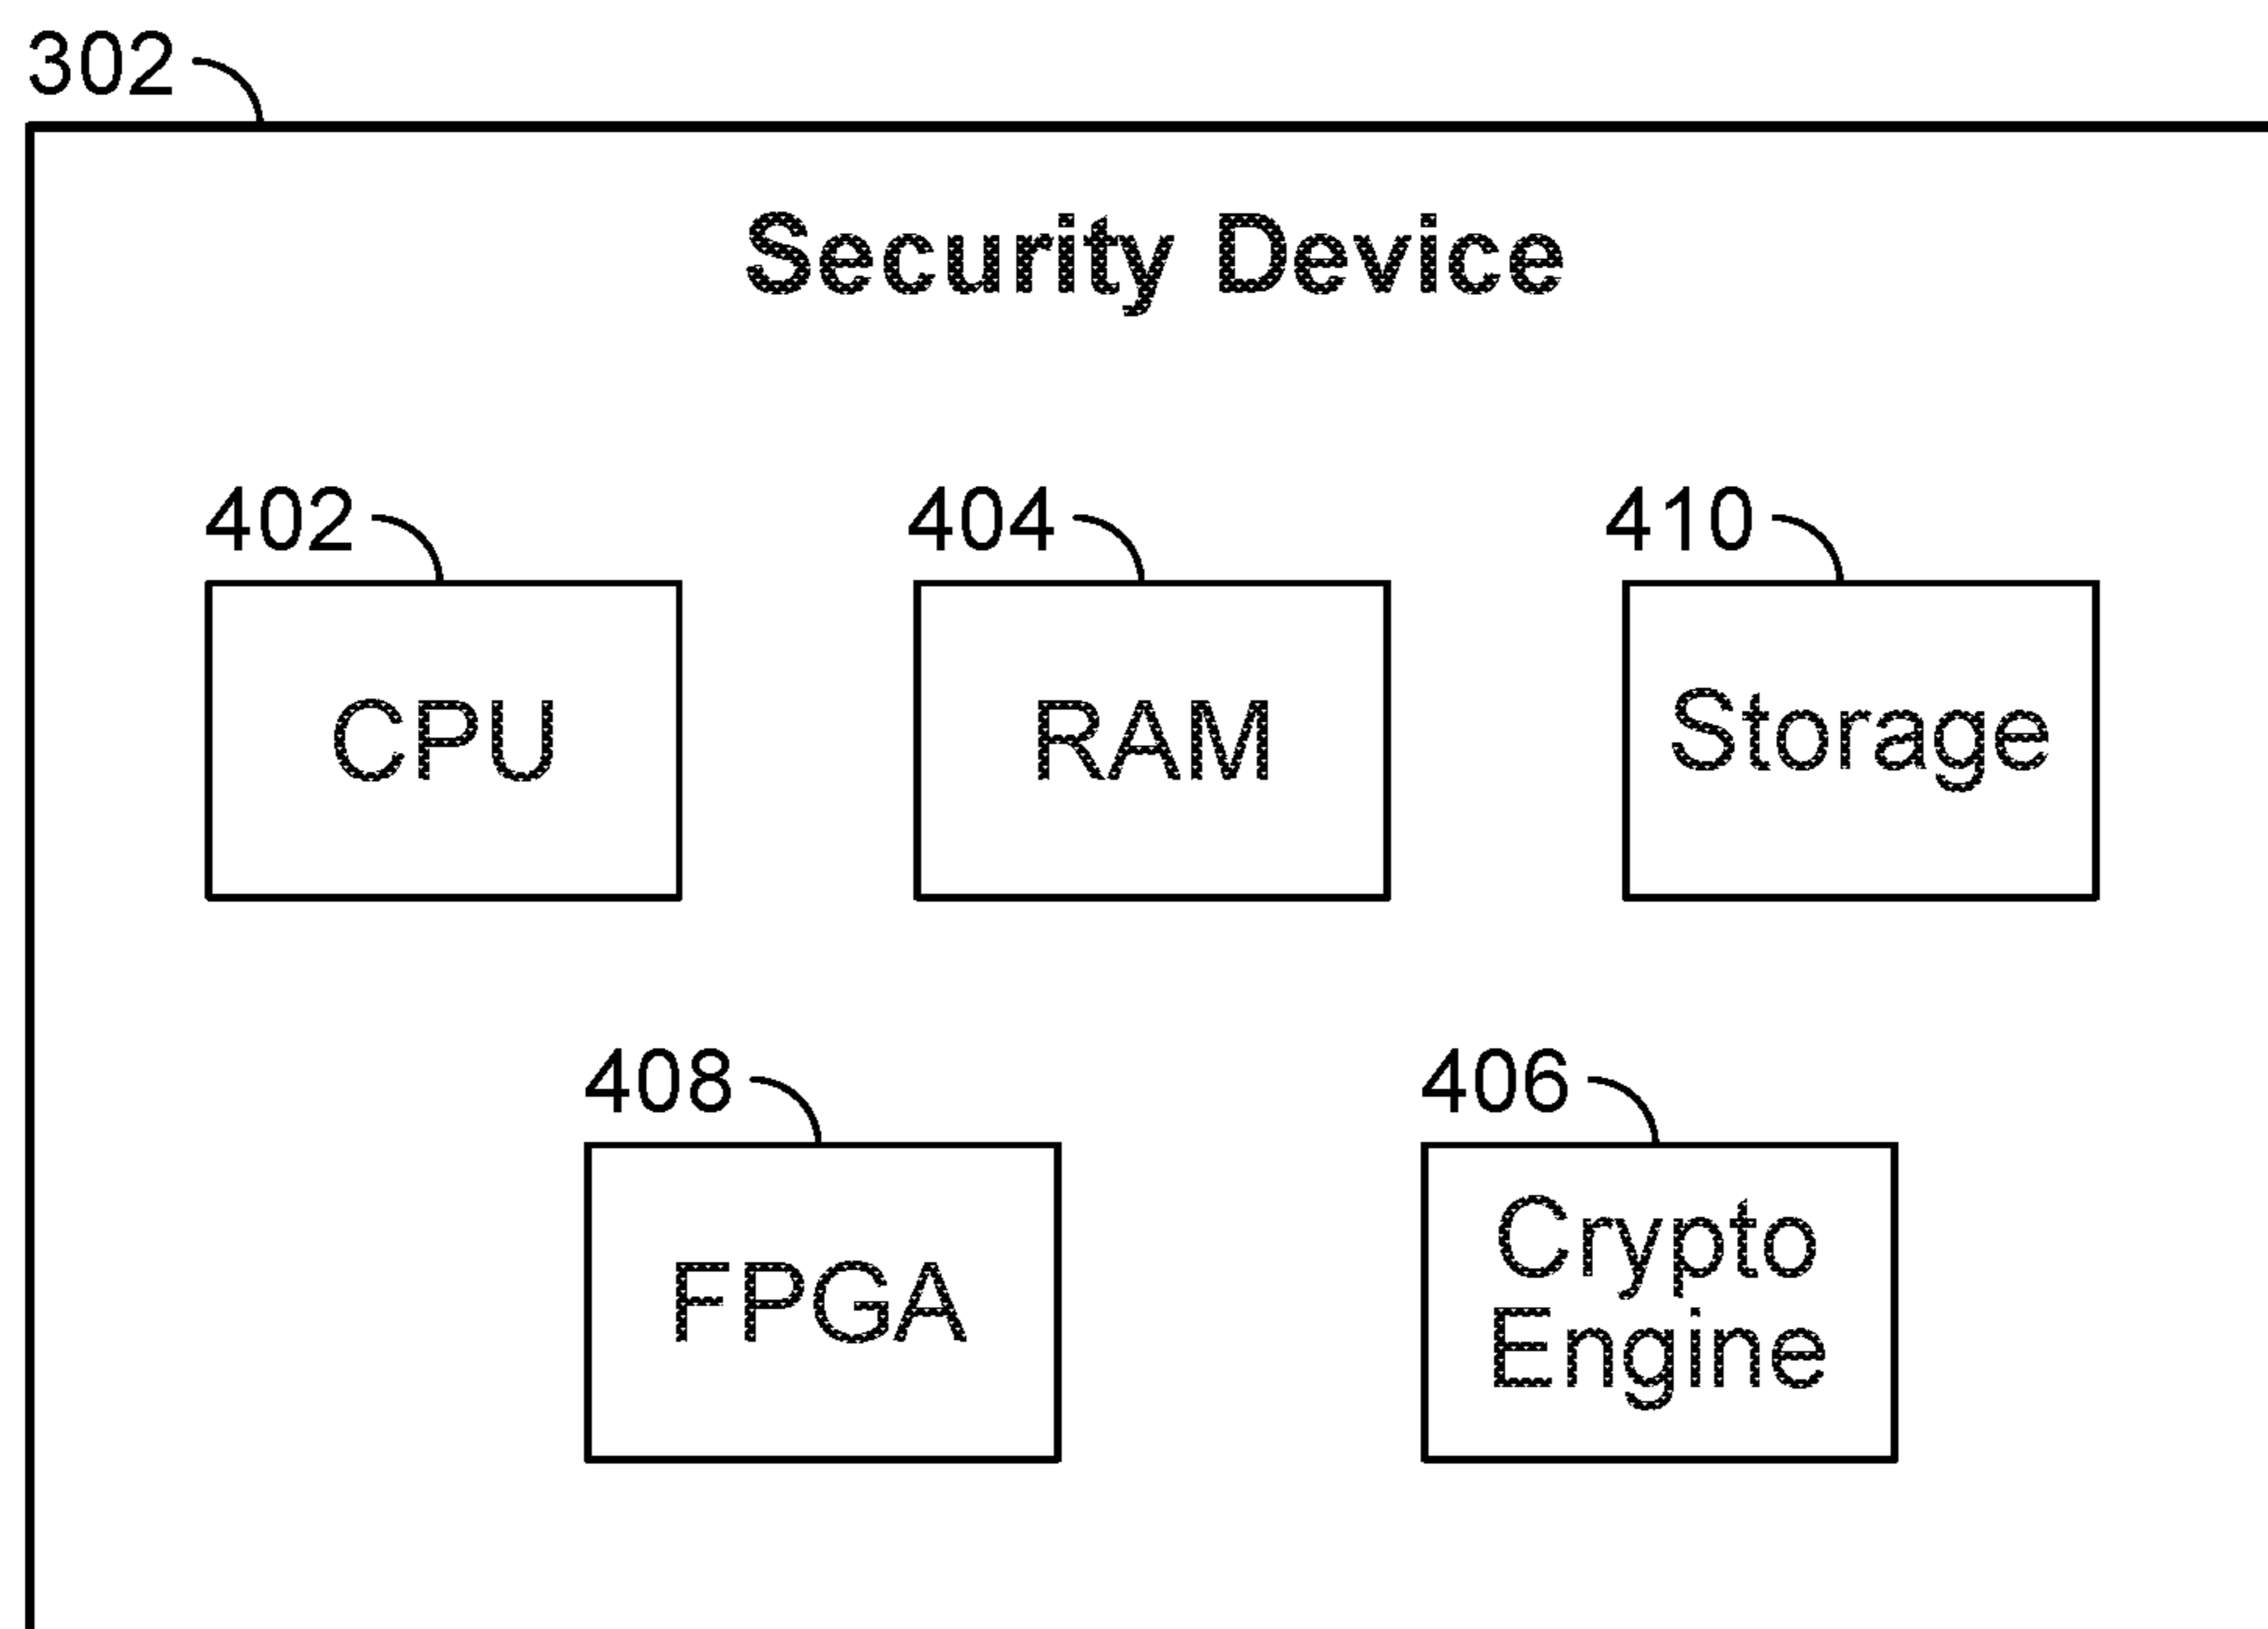 302
Security Device
402
404
410
CPU
RAM
Storage
408
406
FPGA
Crypto
Engine